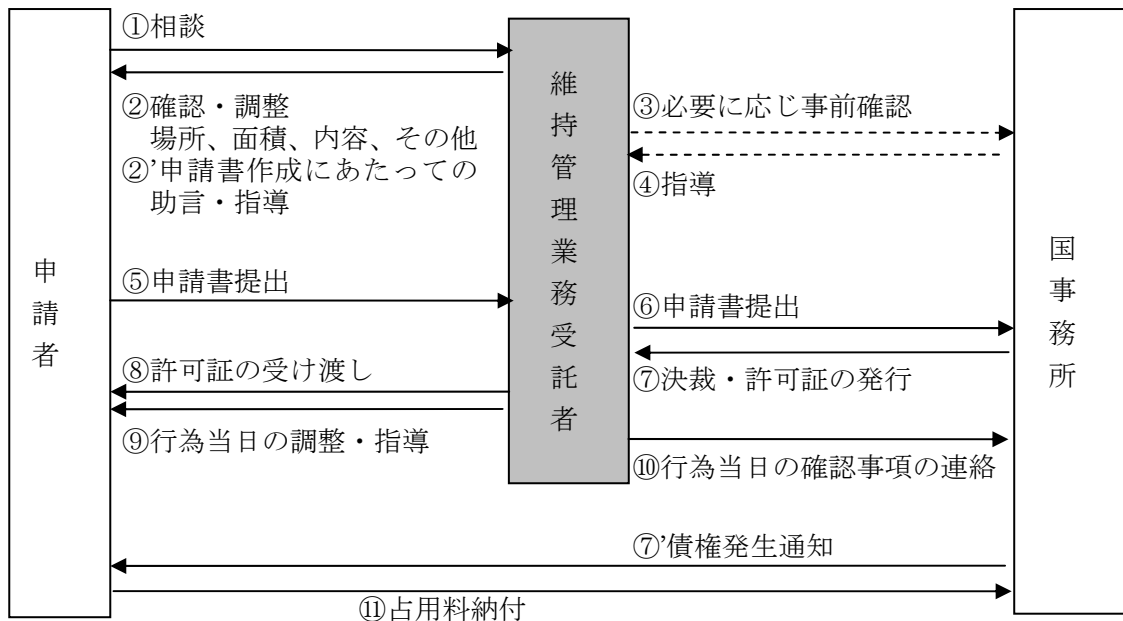 ①相談
②確認・調整
場所、面積、内容、その他
②’申請書作成にあたっての
助言・指導
③必要に応じ事前確認
④指導
申請者
維持管理業務受託者
国事務所
⑤申請書提出
⑥申請書提出
⑧許可証の受け渡し
⑦決裁・許可証の発行
⑨行為当日の調整・指導
⑩行為当日の確認事項の連絡
⑦’債権発生通知
⑪占用料納付